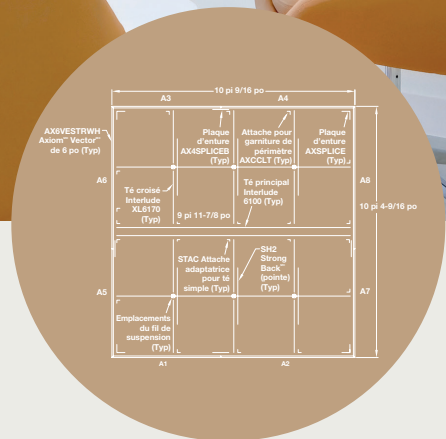 10 pi 9/16 po
A3
A4
AX6VESTRWH
Axiom™ Vector™
de 6 po (Typ)
Plaque
d'enture
AX4SPLICEB
(Typ)
Attache pour
garniture de
périmètre
AXCCLT (Typ)
Plaque
d'enture
AXSPLICE
(Typ)
A6
A8
Té croisé
Interlude
XL6170
(Typ)
9 pi 11-7/8 po
Té principal
Interlude
6100 (Typ)
10 pi 4-9/16 po
STAC Attache
adaptatrice
pour té
simple (Typ)
SH2
Strong
Back™
(pointe)
(Typ)
A5
A7
Emplacements
du fil de
suspension
(Typ)
A1
A2